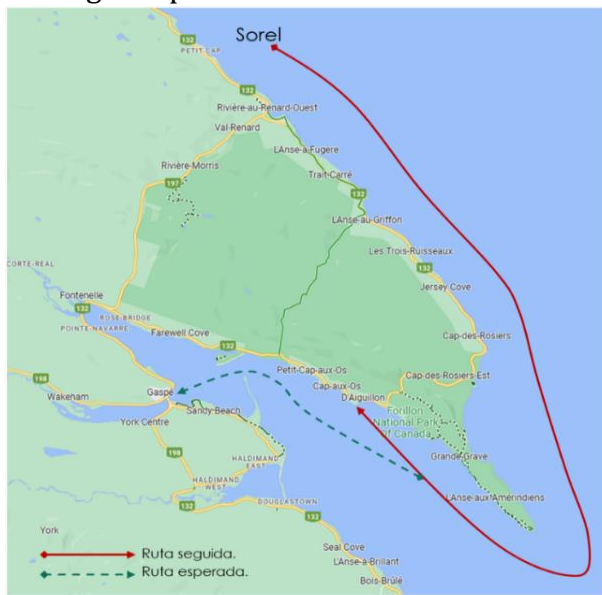 Sorel
PETIT CAP
132
132
Rivière-au-Renard-Ouest
Val-Renard
L'Anse-à-Fugère
Rivière-Morris
Trait-Carré
197
132
L'Anse-au-Griffon
Les Trois-Ruisseaux
CORTE-REAL
132
Jersey Cove
Fontenelle
132
ROSE-BRIDGE
POINTE-NAVARRE
Farewell Cove
132
Cap-des-Rosiers
Petit-Cap-aux-Os
Cap-des-Rosiers-Est
198
Gaspé
Cap-aux-Os
D'Aiguillon
Wakeham
Sandy-Beach
Forillon
National Park
Of Canada
York Centre
Grande-Grave
198
HALDIMAND
EAST
HALDIMAND
WEST
L'Anse-aux-Amérindiens
132
DOUGLASTOWN
York
Seal Cove
Ruta seguida.
L'Anse-à-Brillant
Ruta esperada.
Bois-Brûlé